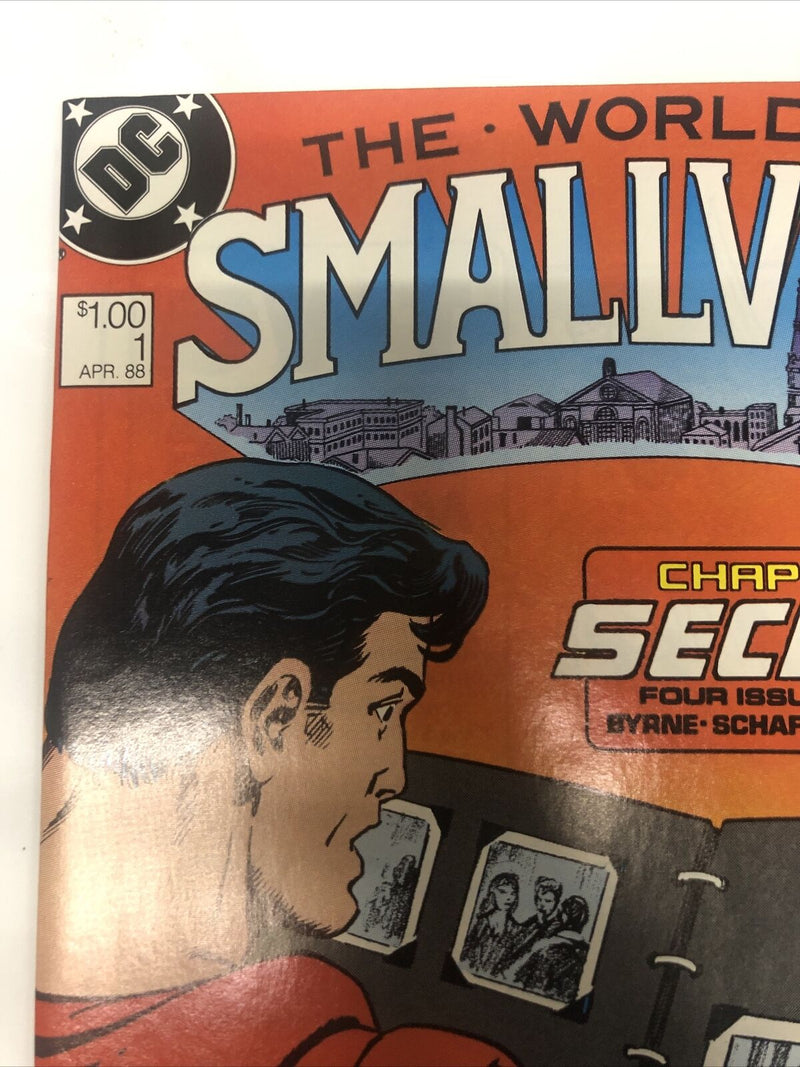 DC
THE · WORLD
SMALLV
$1.00
1
APR. 88
CHAP
SEC
FOUR ISSU
BYRNE · SCHAF